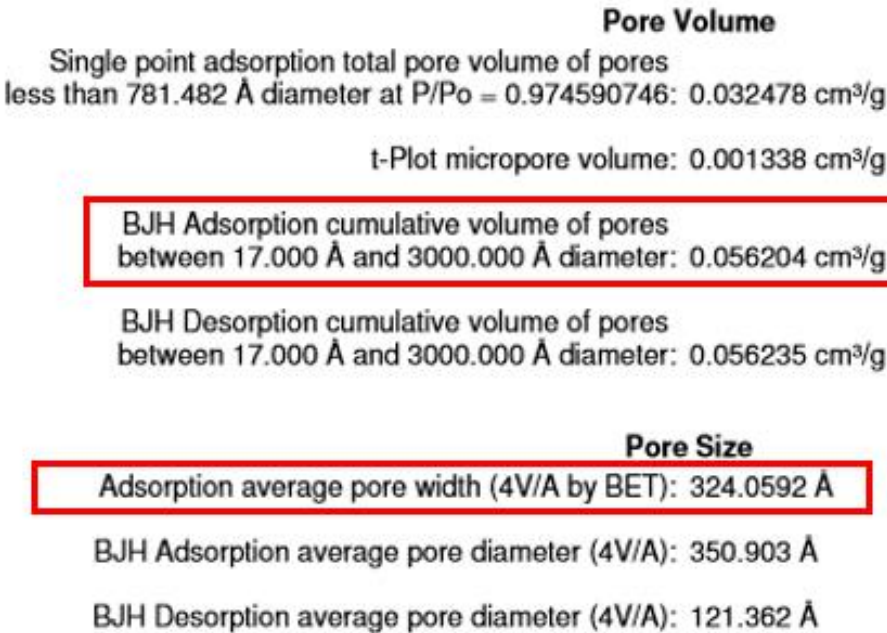 Pore Volume
Single point adsorption total pore volume of pores
less than 781.482 Å diameter at P/Po = 0.974590746: 0.032478 cm³/g
t-Plot micropore volume: 0.001338 cm³/g
BJH Adsorption cumulative volume of pores
between 17.000 Å and 3000.000 Å diameter: 0.056204 cm³/g
BJH Desorption cumulative volume of pores
between 17.000 Å and 3000.000 Å diameter: 0.056235 cm³/g
Pore Size
Adsorption average pore width (4V/A by BET): 324.0592 Å
BJH Adsorption average pore diameter (4V/A): 350.903 Å
BJH Desorption average pore diameter (4V/A): 121.362 Å